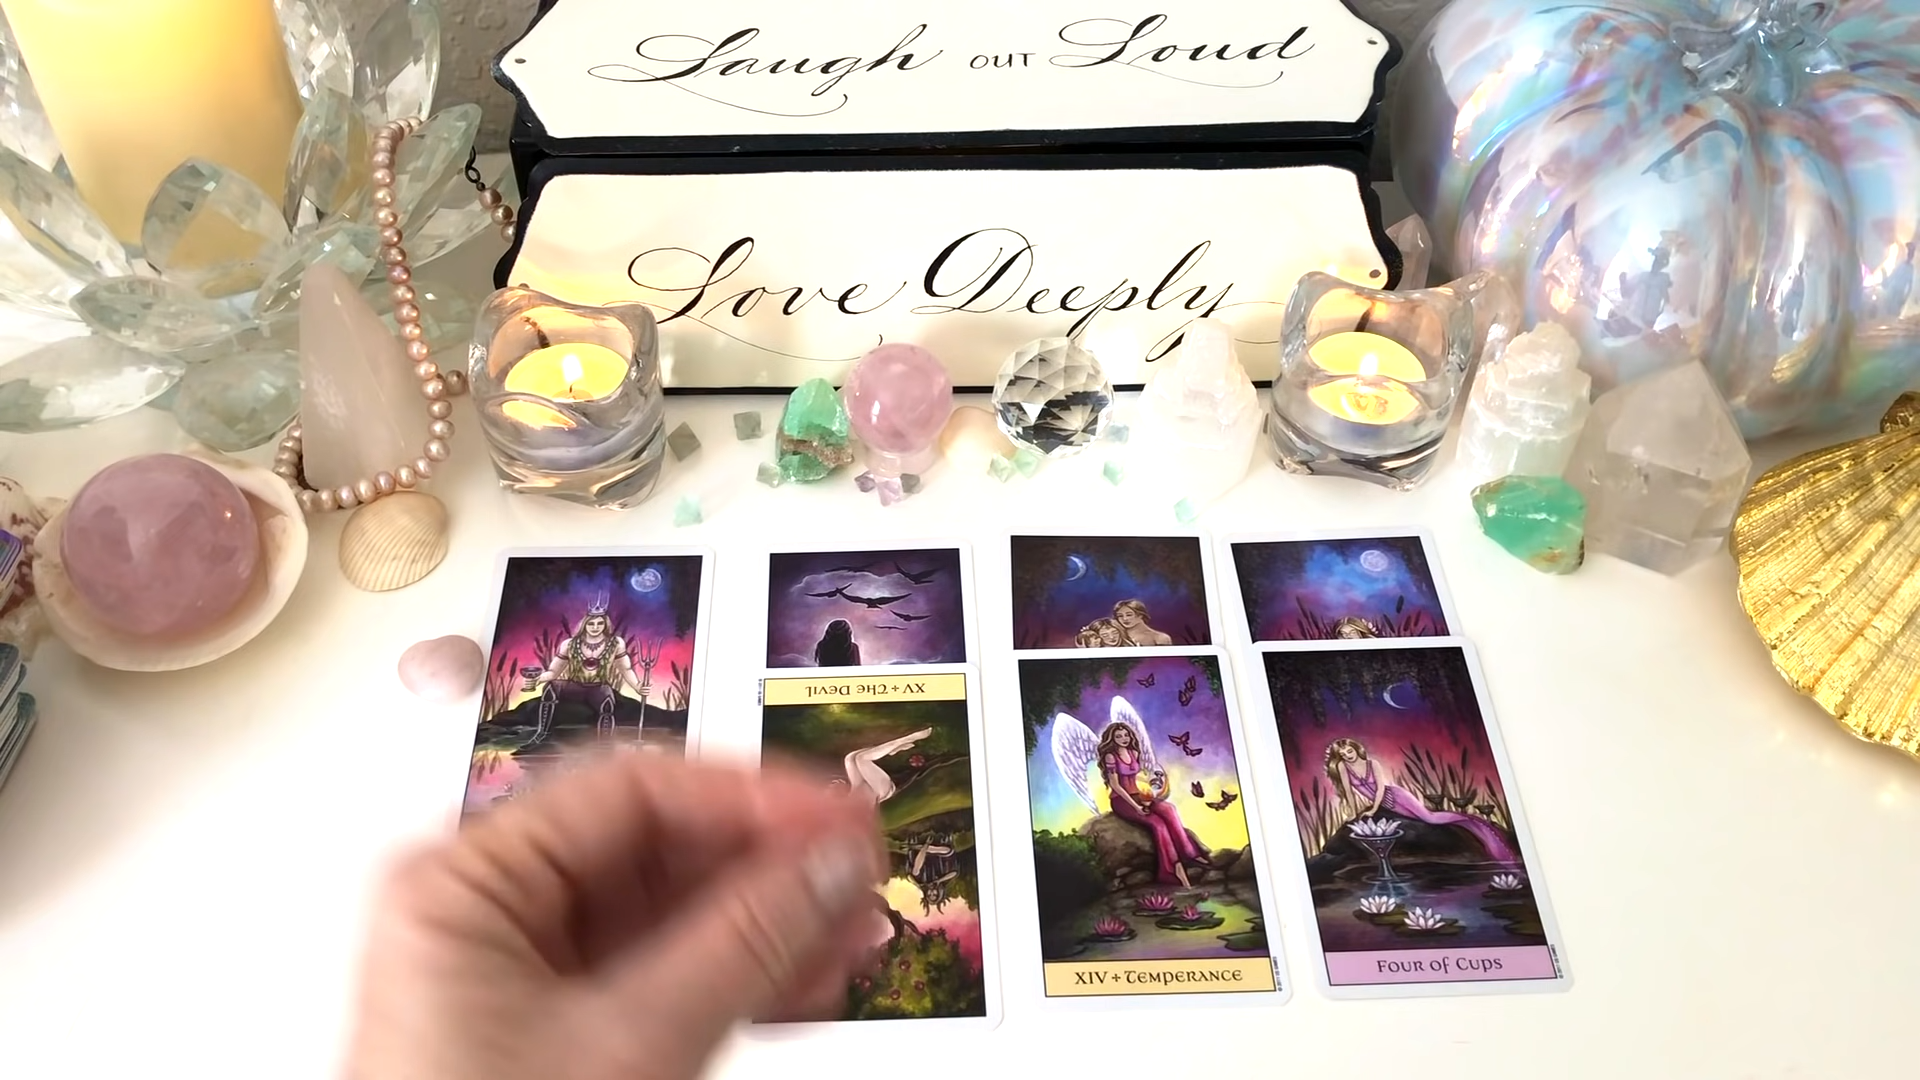 Laugh OUT Loud
Love Deeply
XV + The Devil
XIV + Temperance
Four of Cups